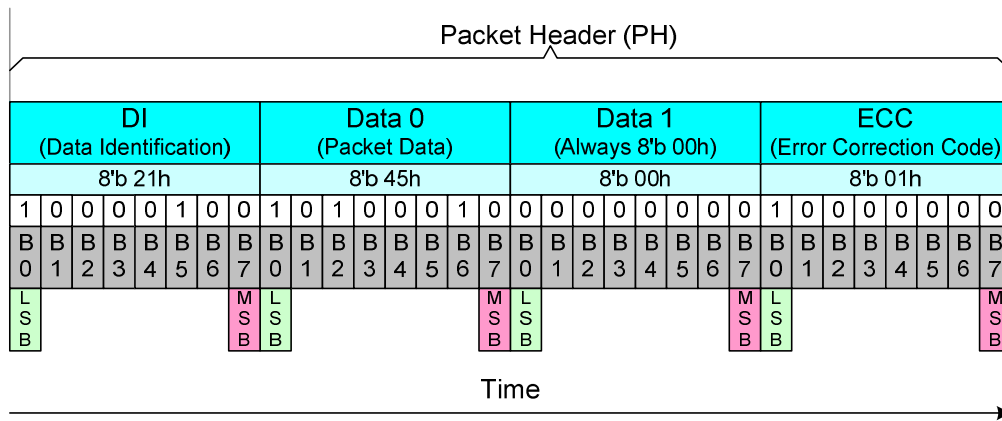 Packet Header (PH)
DI Data 0 Data 1 ECC
(Data Identification) (Packet Data) (Always 8'b 00h) (Error Correction Code)
8'b 21h 8'b 45h 8'b 00h 8'b 01h
1 0 0 0 0 1 0 0 1 0 1 0 0 0 1 0 0 0 0 0 0 0 0 0 1 0 0 0 0 0 0 0
B0 B1 B2 B3 B4 B5 B6 B7 B0 B1 B2 B3 B4 B5 B6 B7 B0 B1 B2 B3 B4 B5 B6 B7 B0 B1 B2 B3 B4 B5 B6 B7
LSB MSB LSB MSB LSB MSB LSB MSB
Time